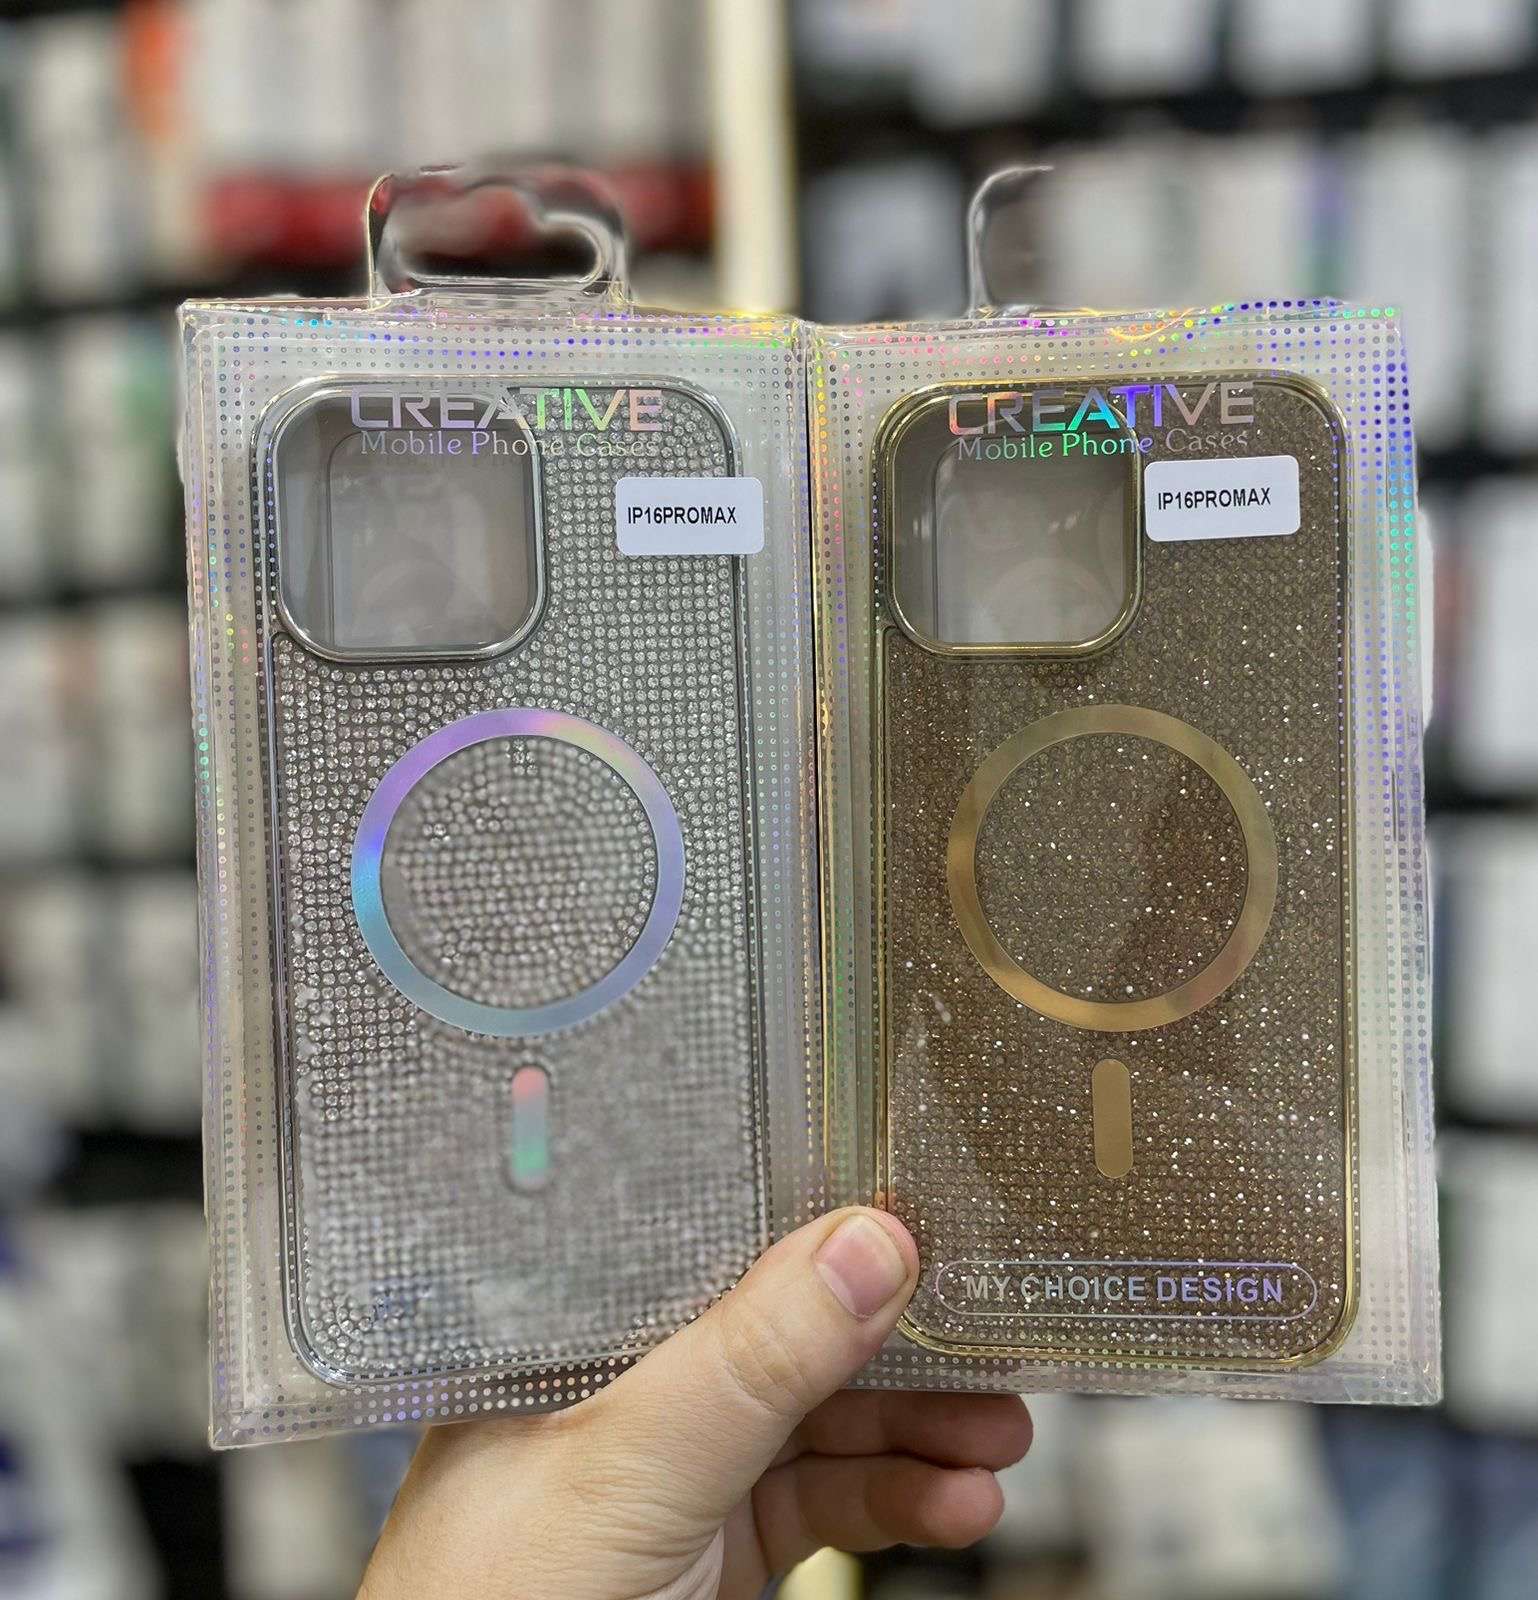 CREATIVE
Mobile Phone Cases
IP16PROMAX
CREATIVE
Mobile Phone Cases
IP16PROMAX
MY CHOICE DESIGN